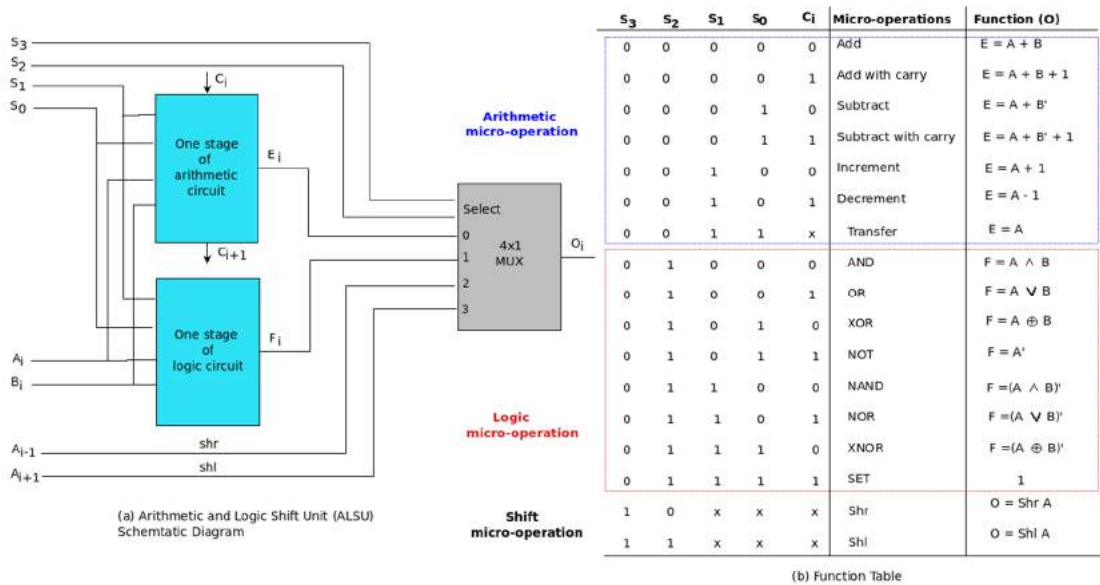 S3
S2
S1
S0
Ci
One stage
of
arithmetic
circuit
Ei
Ci+1
One stage
of
logic circuit
Fi
Ai
Bi
Ai-1
shr
Ai+1
shl
Select
0
1
2
3
4x1
MUX
Oi
(a) Arithmetic and Logic Shift Unit (ALSU)
Schemtatic Diagram
Arithmetic
micro-operation
Logic
micro-operation
Shift
micro-operation
S3 S2 S1 S0 Ci Micro-operations Function (O)
0 0 0 0 0 Add E = A + B
0 0 0 0 1 Add with carry E = A + B + 1
0 0 0 1 0 Subtract E = A + B'
0 0 0 1 1 Subtract with carry E = A + B' + 1
0 0 1 0 0 Increment E = A + 1
0 0 1 0 1 Decrement E = A - 1
0 0 1 1 x Transfer E = A
0 1 0 0 0 AND F = A ∧ B
0 1 0 0 1 OR F = A ∨ B
0 1 0 1 0 XOR F = A ⊕ B
0 1 0 1 1 NOT F = A'
0 1 1 0 0 NAND F =(A ∧ B)'
0 1 1 0 1 NOR F =(A ∨ B)'
0 1 1 1 0 XNOR F =(A ⊕ B)'
0 1 1 1 1 SET 1
1 0 x x x Shr O = Shr A
1 1 x x x Shl O = Shl A
(b) Function Table